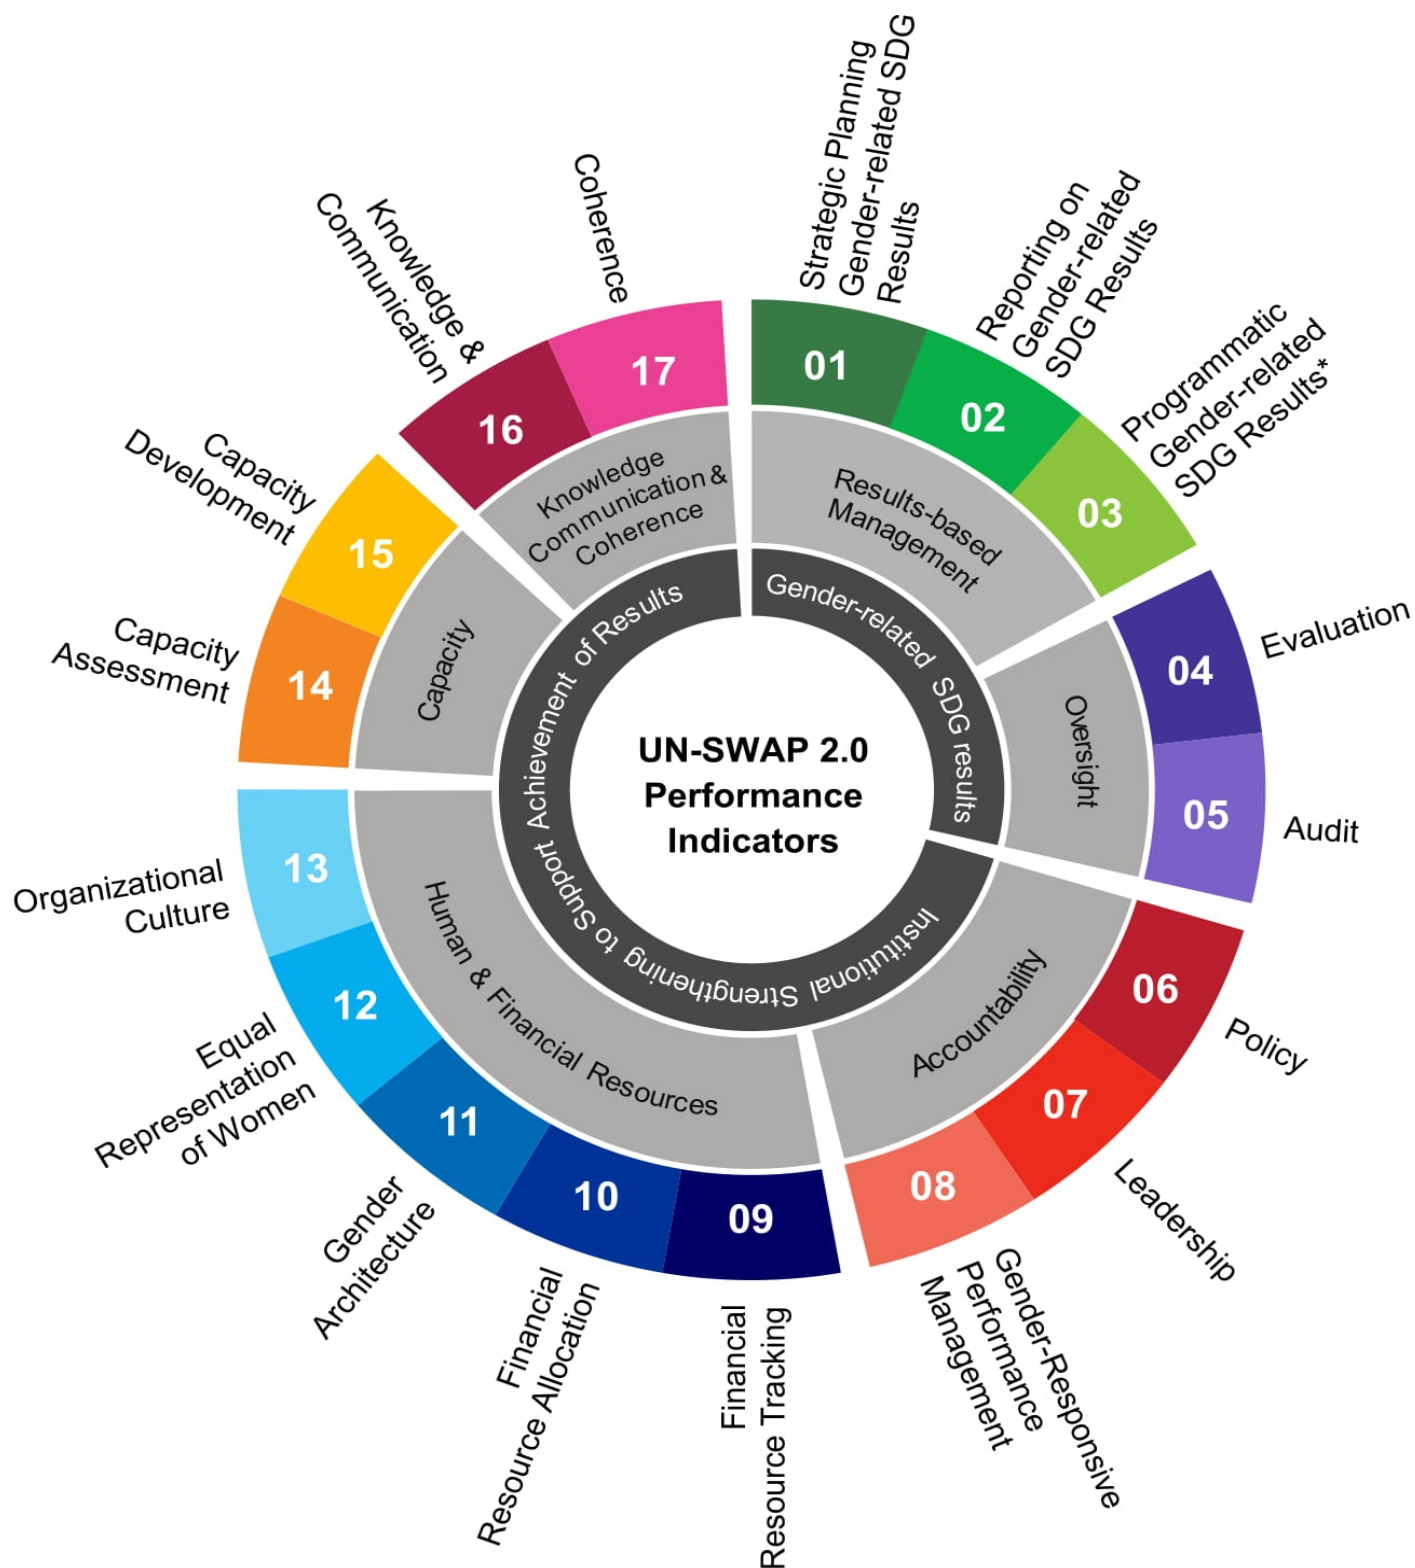 UN-SWAP 2.0
Performance
Indicators
Gender-related SDG results
Institutional Strengthening to Support Achievement of Results
Results-based
Management
Oversight
Accountability
Human & Financial Resources
Capacity
Knowledge
Communication &
Coherence
01
Strategic Planning
Gender-related SDG
Results
02
Reporting on
Gender-related
SDG Results
03
Programmatic
Gender-related
SDG Results*
04
Evaluation
05
Audit
06
Policy
07
Leadership
08
Gender-Responsive
Performance
Management
09
Financial
Resource Tracking
10
Financial
Resource Allocation
11
Gender
Architecture
12
Equal
Representation
of Women
13
Organizational
Culture
14
Capacity
Assessment
15
Capacity
Development
16
Knowledge &
Communication
17
Coherence